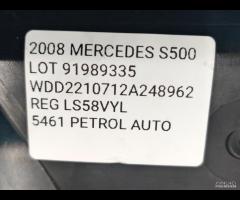 2008 MERCEDES S500
LOT 91989335
WDD2210712A248962
REG LS58VYL
5461 PETROL AUTO